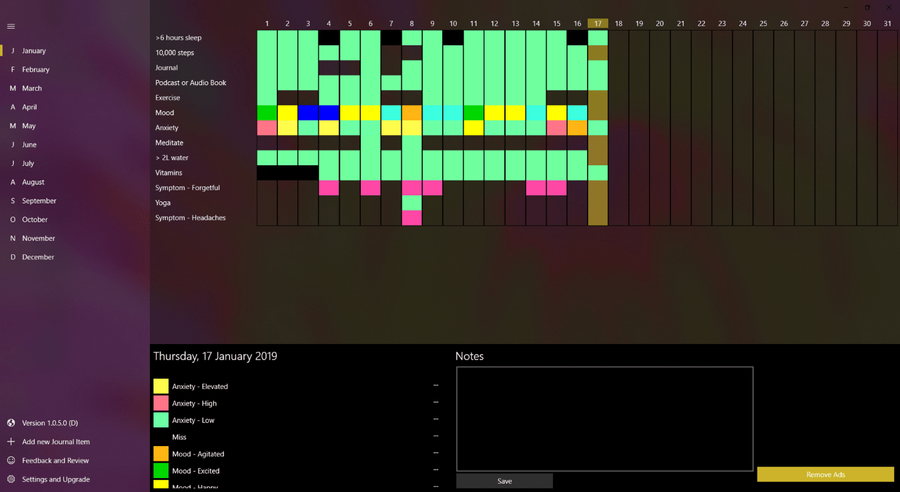 1 2 3 4 5 6 7 8 9 10 11 12 13 14 15 16 17 18 19 20 21 22 23 24 25 26 27 28 29 30 31
>6 hours sleep
10,000 steps
Journal
Podcast or Audio Book
Exercise
Mood
Anxiety
Meditate
> 2L water
Vitamins
Symptom - Forgetful
Yoga
Symptom - Headaches
J January
F February
M March
A April
M May
J June
J July
A August
S September
O October
N November
D December
Version 1.0.5.0 (D)
Add new Journal Item
Feedback and Review
Settings and Upgrade
Thursday, 17 January 2019
Anxiety - Elevated
Anxiety - High
Anxiety - Low
Miss
Mood - Agitated
Mood - Excited
Mood - Happy
Notes
Save
Remove Ads